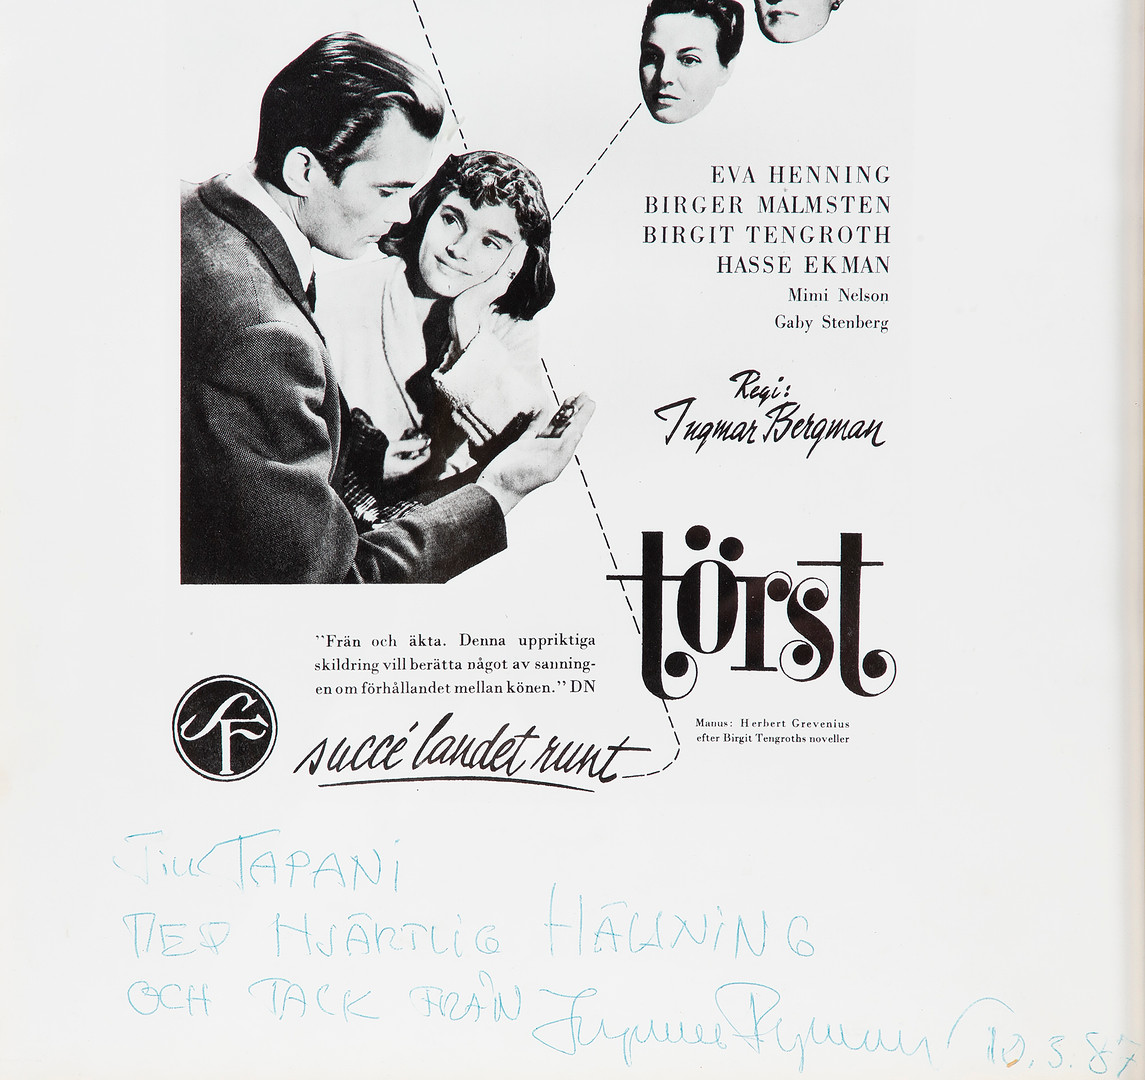 EVA HENNING
BIRGER MALMSTEN
BIRGIT TENGROTH
HASSE EKMAN
Mimi Nelson
Gaby Stenberg
Regi:
Ingmar Bergman
törst
"Frän och äkta. Denna uppriktiga
skildring vill berätta något av sanning-
en om förhållandet mellan könen." DN
SF
succé landet runt
Manus: Herbert Grevenius
efter Birgit Tengroths noveller
Till TAPANi
MED HJÄRTLIG HÄLSNiNG
OCH TACK FRÅN Ingmar Bergman 10.3.87